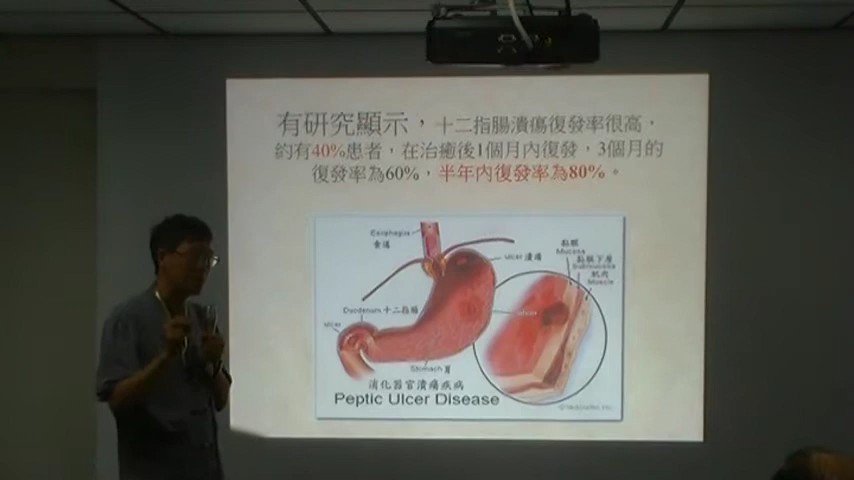 有研究顯示，十二指腸潰瘍復發率很高，
約有40%患者，在治癒後1個月內復發，3個月的
復發率為60%，半年內復發率為80%。
Esophagus
食道
ulcer 潰瘍
黏膜
Mucosa
黏膜下層
Submucosa
肌肉
Muscle
Duodenum 十二指腸
ulcer
ulcer
Stomach 胃
消化器官潰瘍疾病
Peptic Ulcer Disease